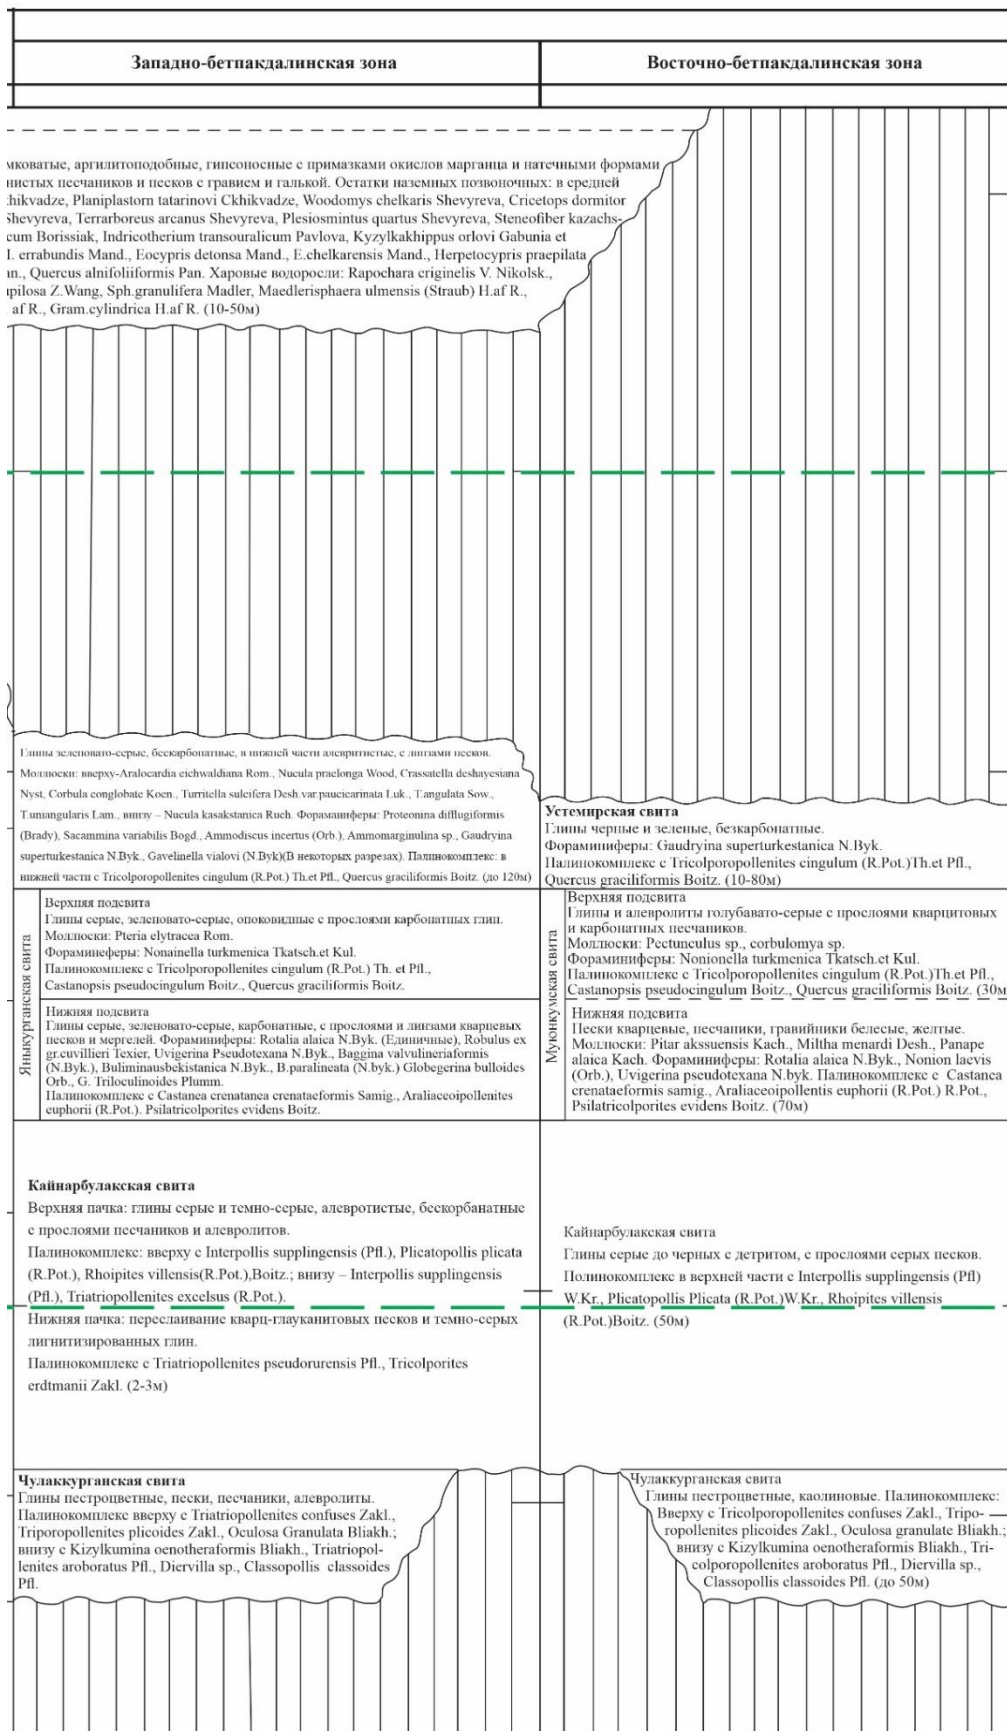 Западно-бетпакдалинская зона
Восточно-бетпакдалинская зона
мковатые, аргилитоподобные, гипсоносные с примазками окислов марганца и натечными формами
нистых песчаников и песков с гравием и галькой. Остатки наземных позвоночных: в средней
hikvadze, Planiplastorn tatarinovi Ckhikvadze, Woodomys chelkaris Shevyreva, Cricetops dormitor
Shevyreva, Terrarboreus arcanus Shevyreva, Plesiosmintus quartus Shevyreva, Steneofiber kazachs-
cum Borissiak, Indricotherium transouralicum Pavlova, Kyzylkakhippus orlovi Gabunia et
I. errabundis Mand., Eocypris detonsa Mand., E.chelkarensis Mand., Herpetocypris praepilata
an., Quercus alnifoliiformis Pan. Харовые водоросли: Rapochara criginelis V. Nikolsk.,
pilosa Z.Wang, Sph.granulifera Madler, Maedlerisphaera ulmensis (Straub) H.af R.,
af R., Gram.cylindrica H.af R. (10-50м)
Глины зеленовато-серые, бескарбонатные, в нижней части алевритистые, с линзами песков.
Моллюски: вверху-Aralocardia eichwaldiana Rom., Nucula praelonga Wood, Crassatella deshayesiana
Nyst, Corbula conglobate Koen., Turritella sulcifera Desh.var.paucicarinata Luk., T.angulata Sow.,
T.uniangularis Lam., внизу – Nucula kasakstanica Ruch. Фораманиферы: Proteonina difflugiformis
(Brady), Sacammina variabilis Bogd., Ammodiscus incertus (Orb.), Ammomarginulina sp., Gaudryina
superturkestanica N.Byk., Gavelinella vialovi (N.Byk)(В некоторых разрезах). Палинокомплекс: в
нижней части с Tricolporopollenites cingulum (R.Pot.) Th.et Pfl., Quercus graciliformis Boitz. (до 120м)
Устемирская свита
Глины черные и зеленые, безкарбонатные.
Фораминиферы: Gaudryina superturkestanica N.Byk.
Палинокомплекс с Tricolporopollenites cingulum (R.Pot.)Th.et Pfl.,
Quercus graciliformis Boitz. (10-80м)
Яныкурганская свита
Верхняя подсвита
Глины серые, зеленовато-серые, опоковидные с прослоями карбонатных глин.
Моллюски: Pteria elytracea Rom.
Фораминеферы: Nonainella turkmenica Tkatsch.et Kul.
Палинокомплекс с Tricolporopollenites cingulum (R.Pot.) Th. et Pfl.,
Castanopsis pseudocingulum Boitz., Quercus graciliformis Boitz.
Нижняя подсвита
Глины серые, зеленовато-серые, карбонатные, с прослоями и линзами кварцевых
песков и мергелей. Фораминиферы: Rotalia alaica N.Byk. (Единичные), Robulus ex
gr.cuvillieri Texier, Uvigerina Pseudotexana N.Byk., Baggina valvulineriaformis
(N.Byk.), Buliminausbekistanica N.Byk., B.paralineata (N.byk.) Globegerina bulloides
Orb., G. Triloculinoides Plumm.
Палинокомплекс с Castanea crenatanea crenataeformis Samig., Araliaceoipollenites
euphorii (R.Pot.). Psilatricolporites evidens Boitz.
Муюнкумская свита
Верхняя подсвита
Глины и алевролиты голубавато-серые с прослоями кварцитовых
и карбонатных песчаников.
Моллюски: Pectunculus sp., corbulomya sp.
Фораминиферы: Nonionella turkmenica Tkatsch.et Kul.
Палинокомплекс с Tricolporopollenites cingulum (R.Pot.)Th.et Pfl.,
Castanopsis pseudocingulum Boitz., Quercus graciliformis Boitz. (30м
Нижняя подсвита
Пески кварцевые, песчаники, гравийники белесые, желтые.
Моллюски: Pitar akssuensis Kach., Miltha menardi Desh., Panape
alaica Kach. Фораминиферы: Rotalia alaica N.Byk., Nonion laevis
(Orb.), Uvigerina pseudotexana N.byk. Палинокомплекс с Castanea
crenataeformis samig., Araliaceoipollentis euphorii (R.Pot.) R.Pot.,
Psilatricolporites evidens Boitz. (70м)
Кайнарбулакская свита
Верхняя пачка: глины серые и темно-серые, алевротистые, бескорбанатные
с прослоями песчаников и алевролитов.
Палинокомплекс: вверху с Interpollis supplingensis (Pfl.), Plicatopollis plicata
(R.Pot.), Rhoipites villensis(R.Pot.),Boitz.; внизу – Interpollis supplingensis
(Pfl.), Triatriopollenites excelsus (R.Pot.).
Нижняя пачка: переслаивание кварц-глауканитовых песков и темно-серых
лигнитизированных глин.
Палинокомплекс с Triatriopollenites pseudorurensis Pfl., Tricolporites
erdtmanii Zakl. (2-3м)
Кайнарбулакская свита
Глины серые до черных с детритом, с прослоями серых песков.
Полинокомплекс в верхней части с Interpollis supplingensis (Pfl)
W.Kr., Plicatopollis Plicata (R.Pot.)W.Kr., Rhoipites villensis
(R.Pot.)Boitz. (50м)
Чулаккурганская свита
Глины пестроцветные, пески, песчаники, алевролиты.
Палинокомплекс вверху с Triatriopollenites confuses Zakl.,
Triporopollenites plicoides Zakl., Oculosa Granulata Bliakh.;
внизу с Kizylkumina oenotheraformis Bliakh., Triatriopol-
lenites aroboratus Pfl., Diervilla sp., Classopollis classoides
Pfl.
Чулаккурганская свита
Глины пестроцветные, каолиновые. Палинокомплекс:
Вверху с Tricolporopollenites confuses Zakl., Tripo-
ropollenites plicoides Zakl., Oculosa granulate Bliakh.;
внизу с Kizylkumina oenotheraformis Bliakh., Tri-
colporopollenites aroboratus Pfl., Diervilla sp.,
Classopollis classoides Pfl. (до 50м)